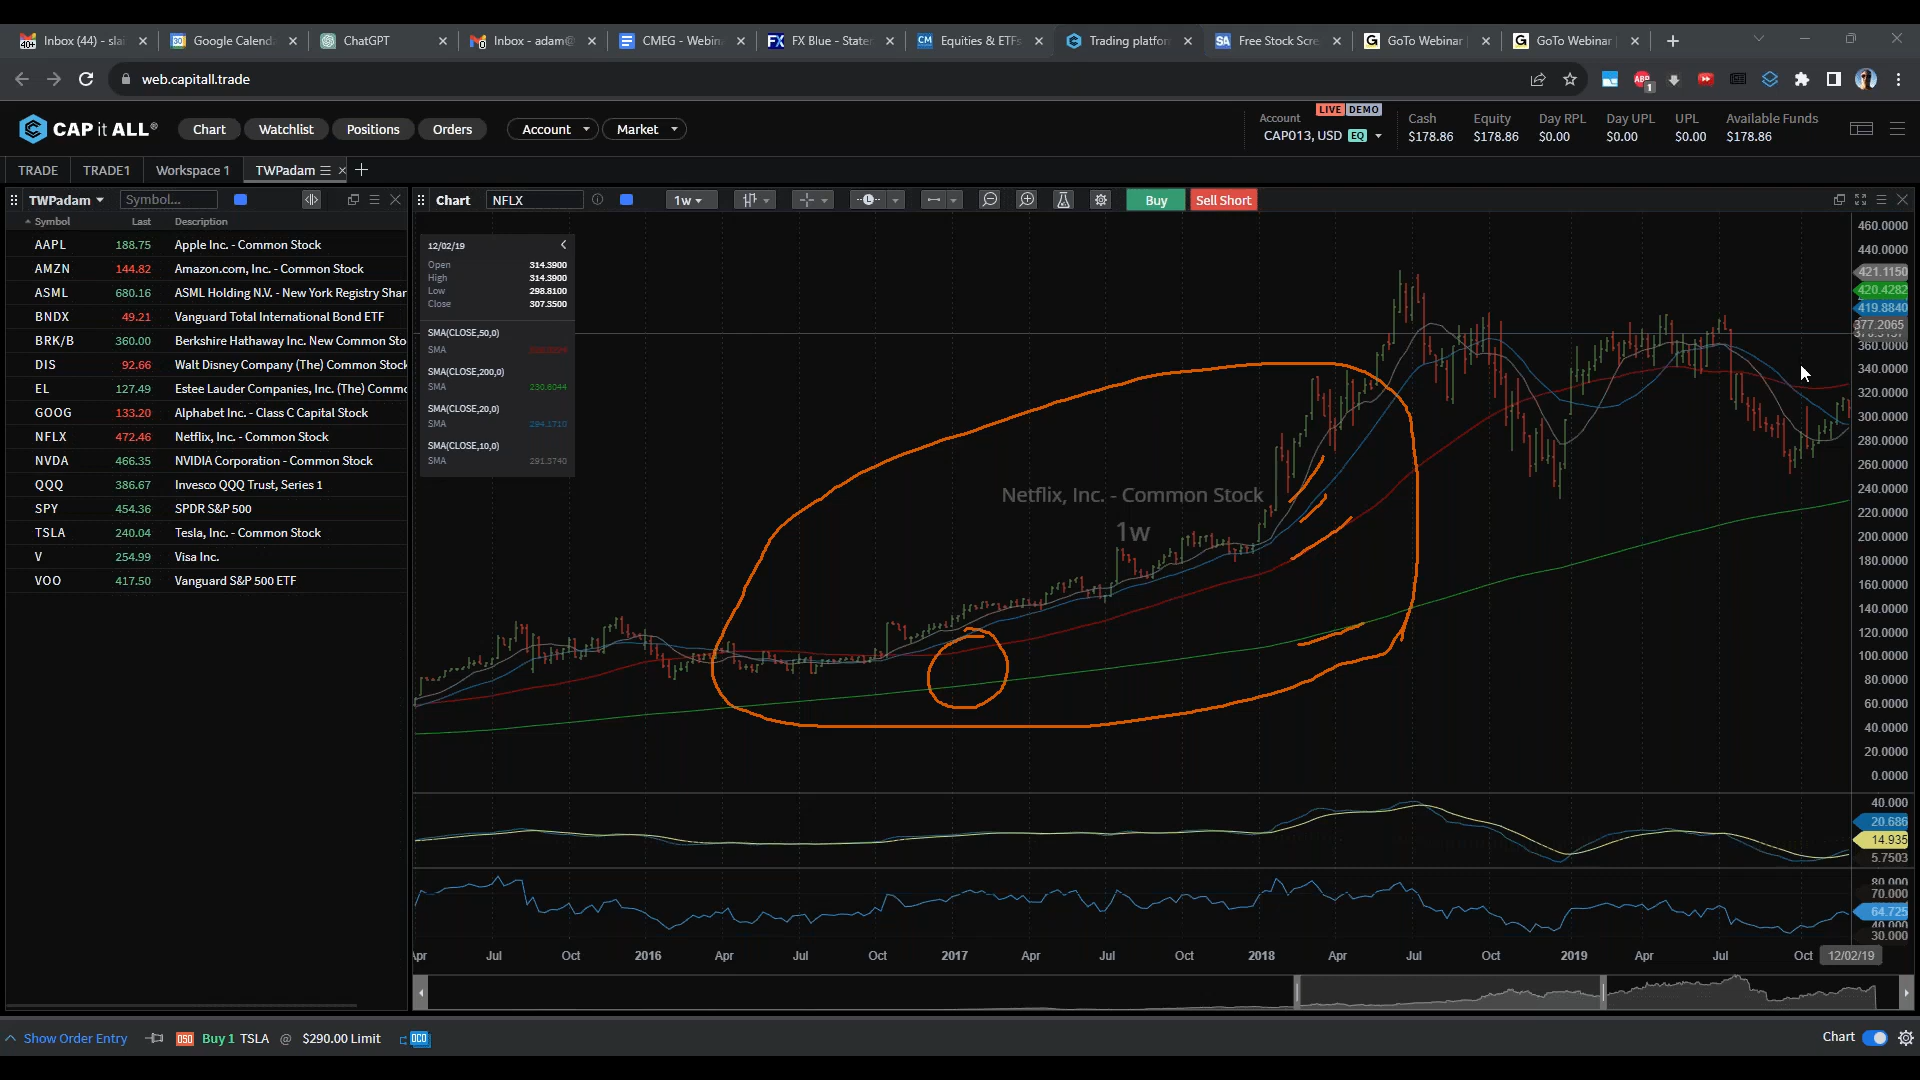 Inbox (44) - sla
Google Calend
ChatGPT
Inbox - adam@
CMEG - Webin
FX Blue - State
Equities & ETFs
Trading platfor
Free Stock Scre
GoTo Webinar
GoTo Webinar
web.capitall.trade
CAP it ALL
Chart
Watchlist
Positions
Orders
Account
Market
LIVE DEMO
Account
CAP013, USD EQ
Cash
$178.86
Equity
$178.86
Day RPL
$0.00
Day UPL
$0.00
UPL
$0.00
Available Funds
$178.86
TRADE
TRADE1
Workspace 1
TWPadam
TWPadam
Symbol...
Symbol Last Description
AAPL 188.75 Apple Inc. - Common Stock
AMZN 144.82 Amazon.com, Inc. - Common Stock
ASML 680.16 ASML Holding N.V. - New York Registry Shar
BNDX 49.21 Vanguard Total International Bond ETF
BRK/B 360.00 Berkshire Hathaway Inc. New Common Sto
DIS 92.66 Walt Disney Company (The) Common Stock
EL 127.49 Estee Lauder Companies, Inc. (The) Commo
GOOG 133.20 Alphabet Inc. - Class C Capital Stock
NFLX 472.46 Netflix, Inc. - Common Stock
NVDA 466.35 NVIDIA Corporation - Common Stock
QQQ 386.67 Invesco QQQ Trust, Series 1
SPY 454.36 SPDR S&P 500
TSLA 240.04 Tesla, Inc. - Common Stock
V 254.99 Visa Inc.
VOO 417.50 Vanguard S&P 500 ETF
Chart NFLX 1w Buy Sell Short
12/02/19
Open 314.3900
High 314.3900
Low 298.8100
Close 307.3500
SMA(CLOSE,50,0)
SMA
SMA(CLOSE,200,0)
SMA 230.6044
SMA(CLOSE,20,0)
SMA 294.1710
SMA(CLOSE,10,0)
SMA 291.3740
Netflix, Inc. - Common Stock
1w
460.0000
440.0000
421.1150
420.4282
419.8840
377.2065
360.0000
340.0000
320.0000
300.0000
280.0000
260.0000
240.0000
220.0000
200.0000
180.0000
160.0000
140.0000
120.0000
100.0000
80.0000
60.0000
40.0000
20.0000
0.0000
40.000
20.686
14.935
5.7503
80.000
70.000
64.725
40.000
30.000
Apr Jul Oct 2016 Apr Jul Oct 2017 Apr Jul Oct 2018 Apr Jul Oct 2019 Apr Jul Oct 12/02/19
Show Order Entry
OSO Buy 1 TSLA @ $290.00 Limit OCO
Chart